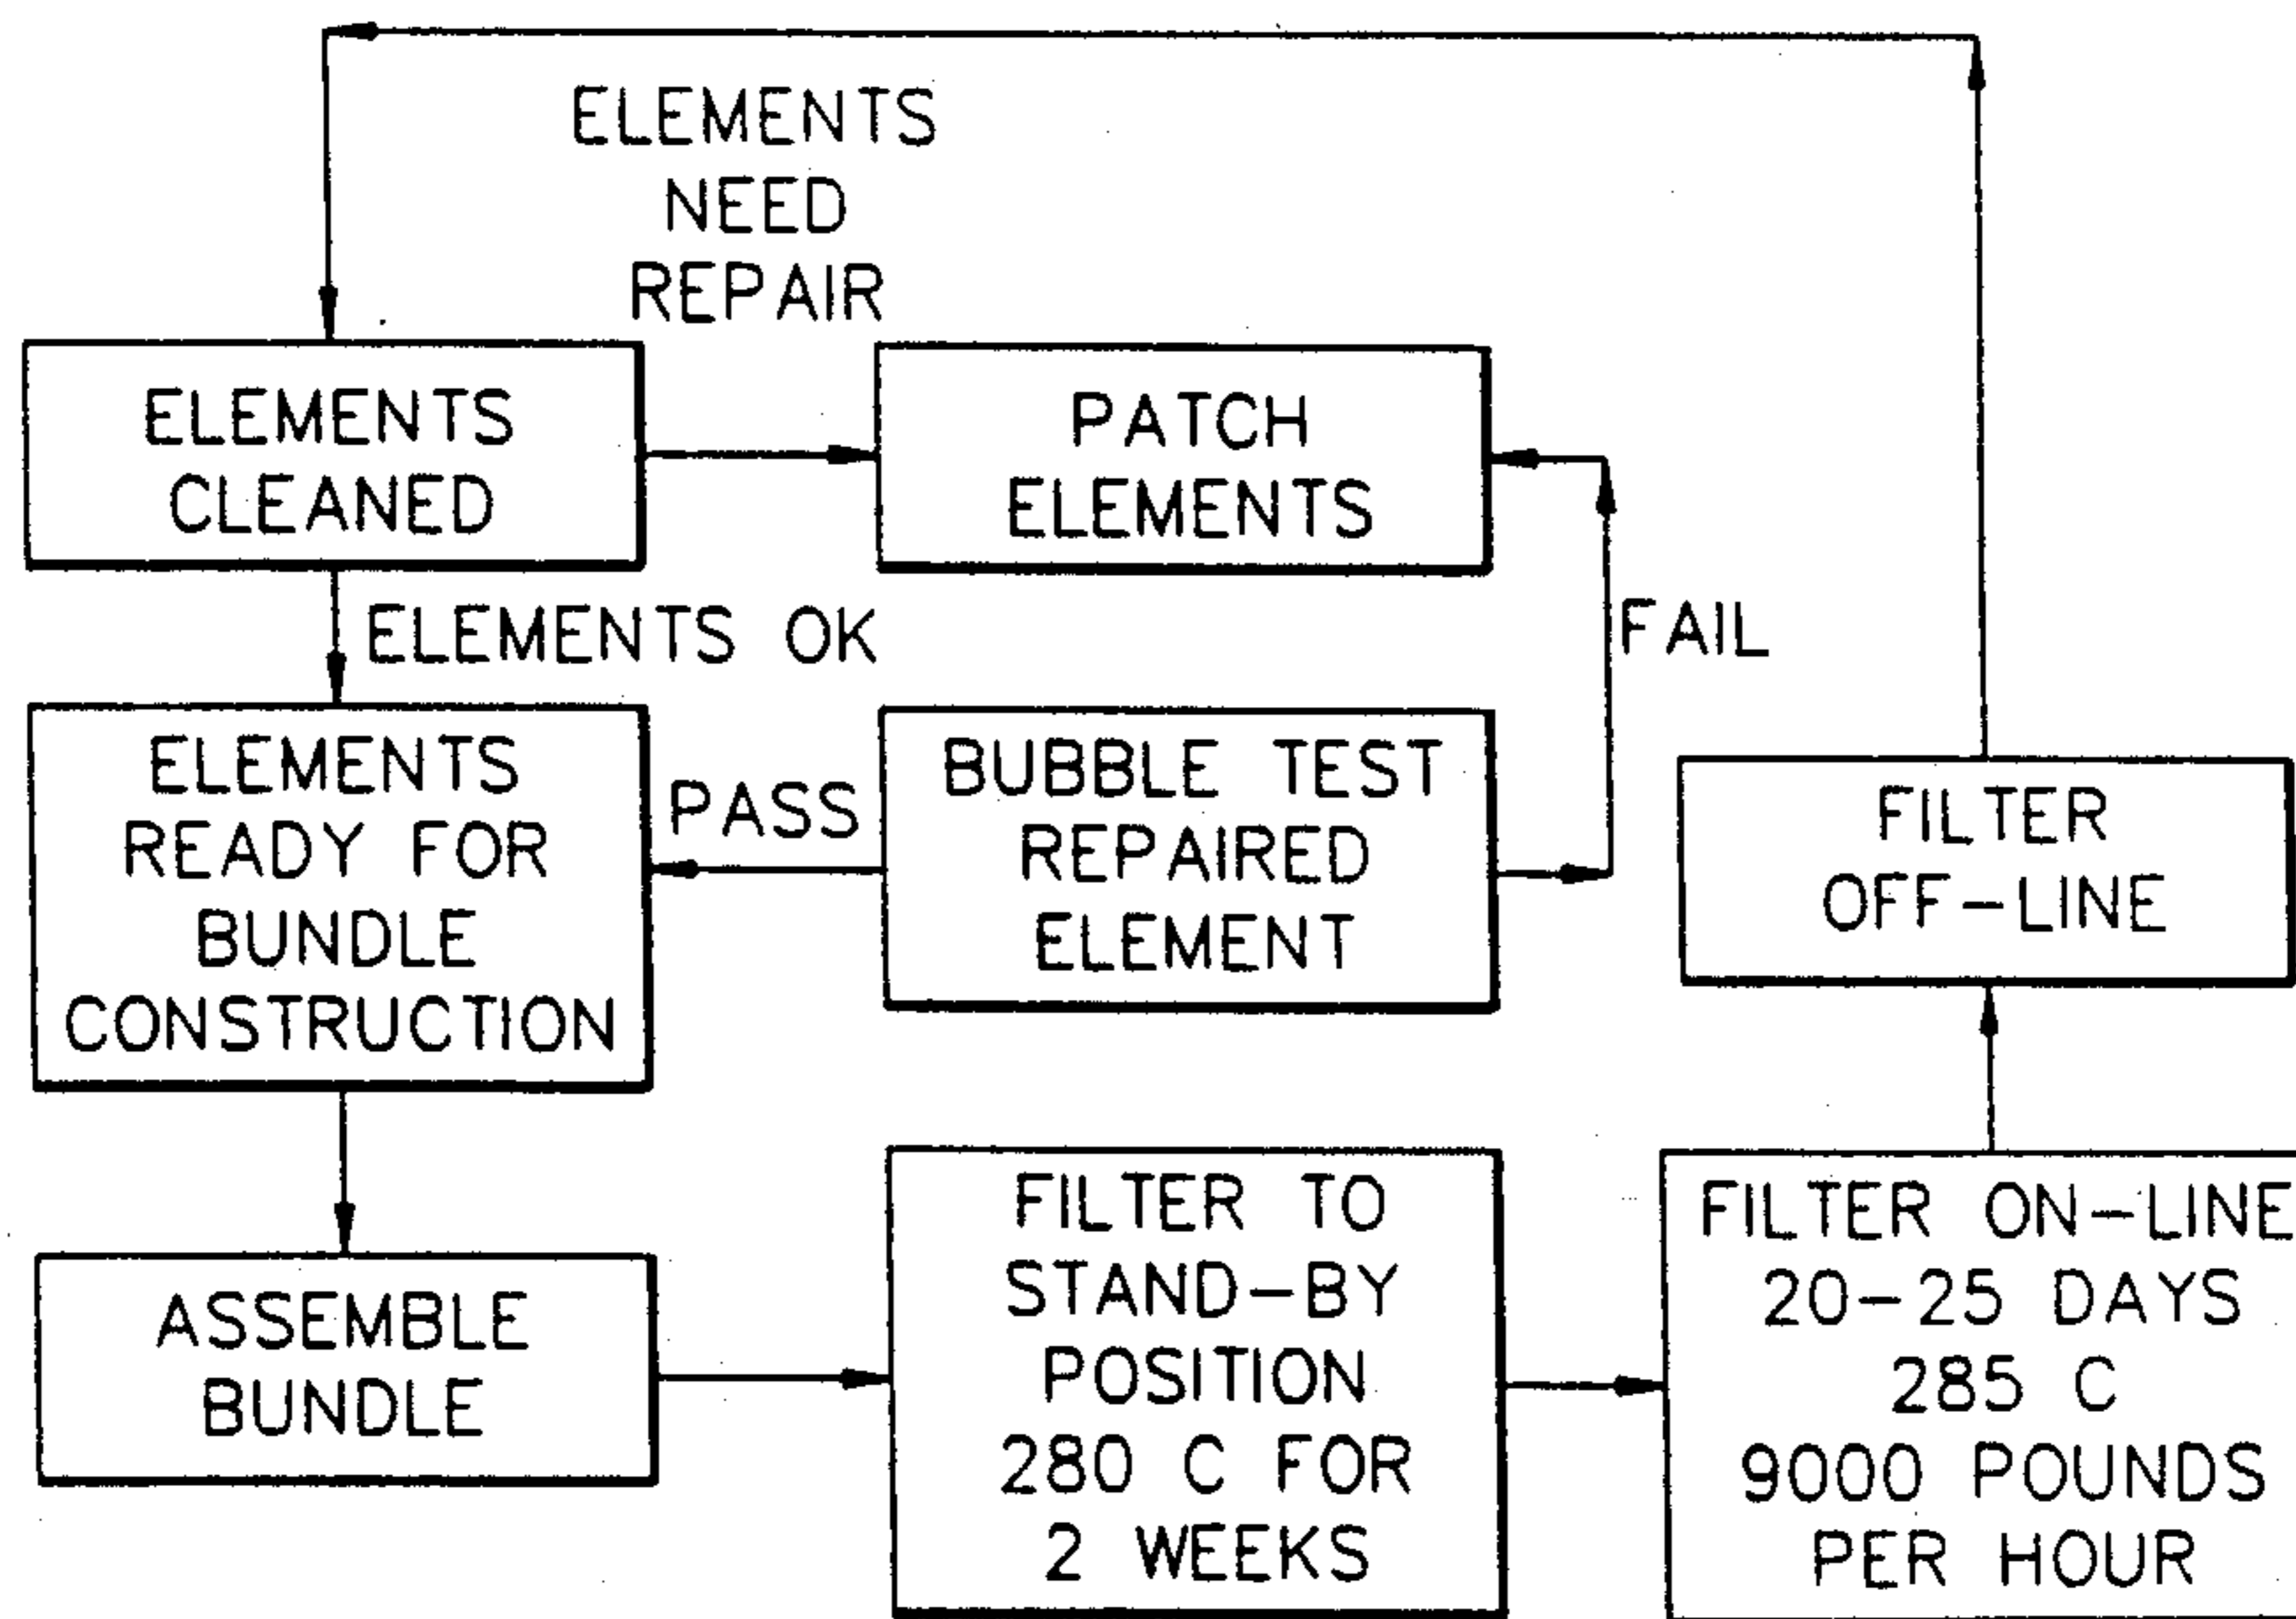 ELEMENTS
NEED
REPAIR
ELEMENTS
CLEANED
PATCH
ELEMENTS
ELEMENTS OK
FAIL
ELEMENTS
READY FOR
BUNDLE
CONSTRUCTION
PASS
BUBBLE TEST
REPAIRED
ELEMENT
FILTER
OFF-LINE
ASSEMBLE
BUNDLE
FILTER TO
STAND-BY
POSITION
280 C FOR
2 WEEKS
FILTER ON-LINE
20-25 DAYS
285 C
9000 POUNDS
PER HOUR